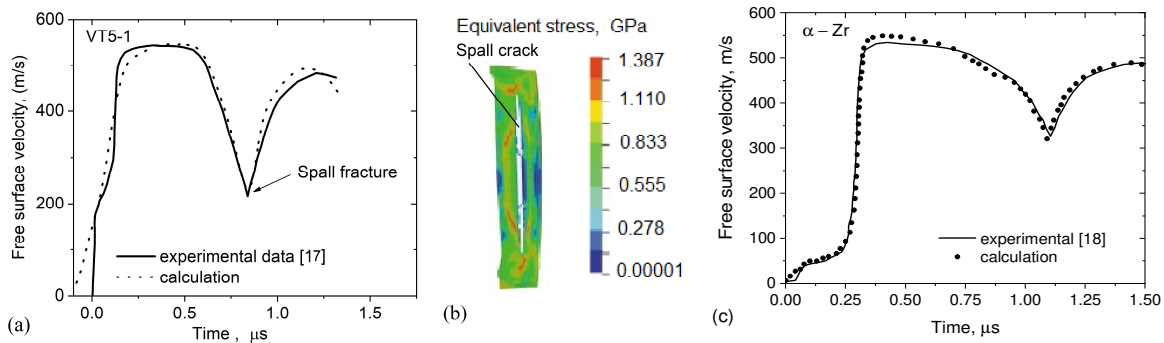 (a)
VT5-1
Free surface velocity, (m/s)
600
400
200
0
Spall fracture
experimental data [17]
calculation
0.0
0.5
1.0
1.5
Time , μs
(b)
Equivalent stress, GPa
Spall crack
1.387
1.110
0.833
0.555
0.278
0.00001
(c)
α – Zr
Free surface velocity, m/s
600
500
400
300
200
100
50
0
experimental [18]
calculation
0.00
0.25
0.50
0.75
1.00
1.25
1.50
Time, μs